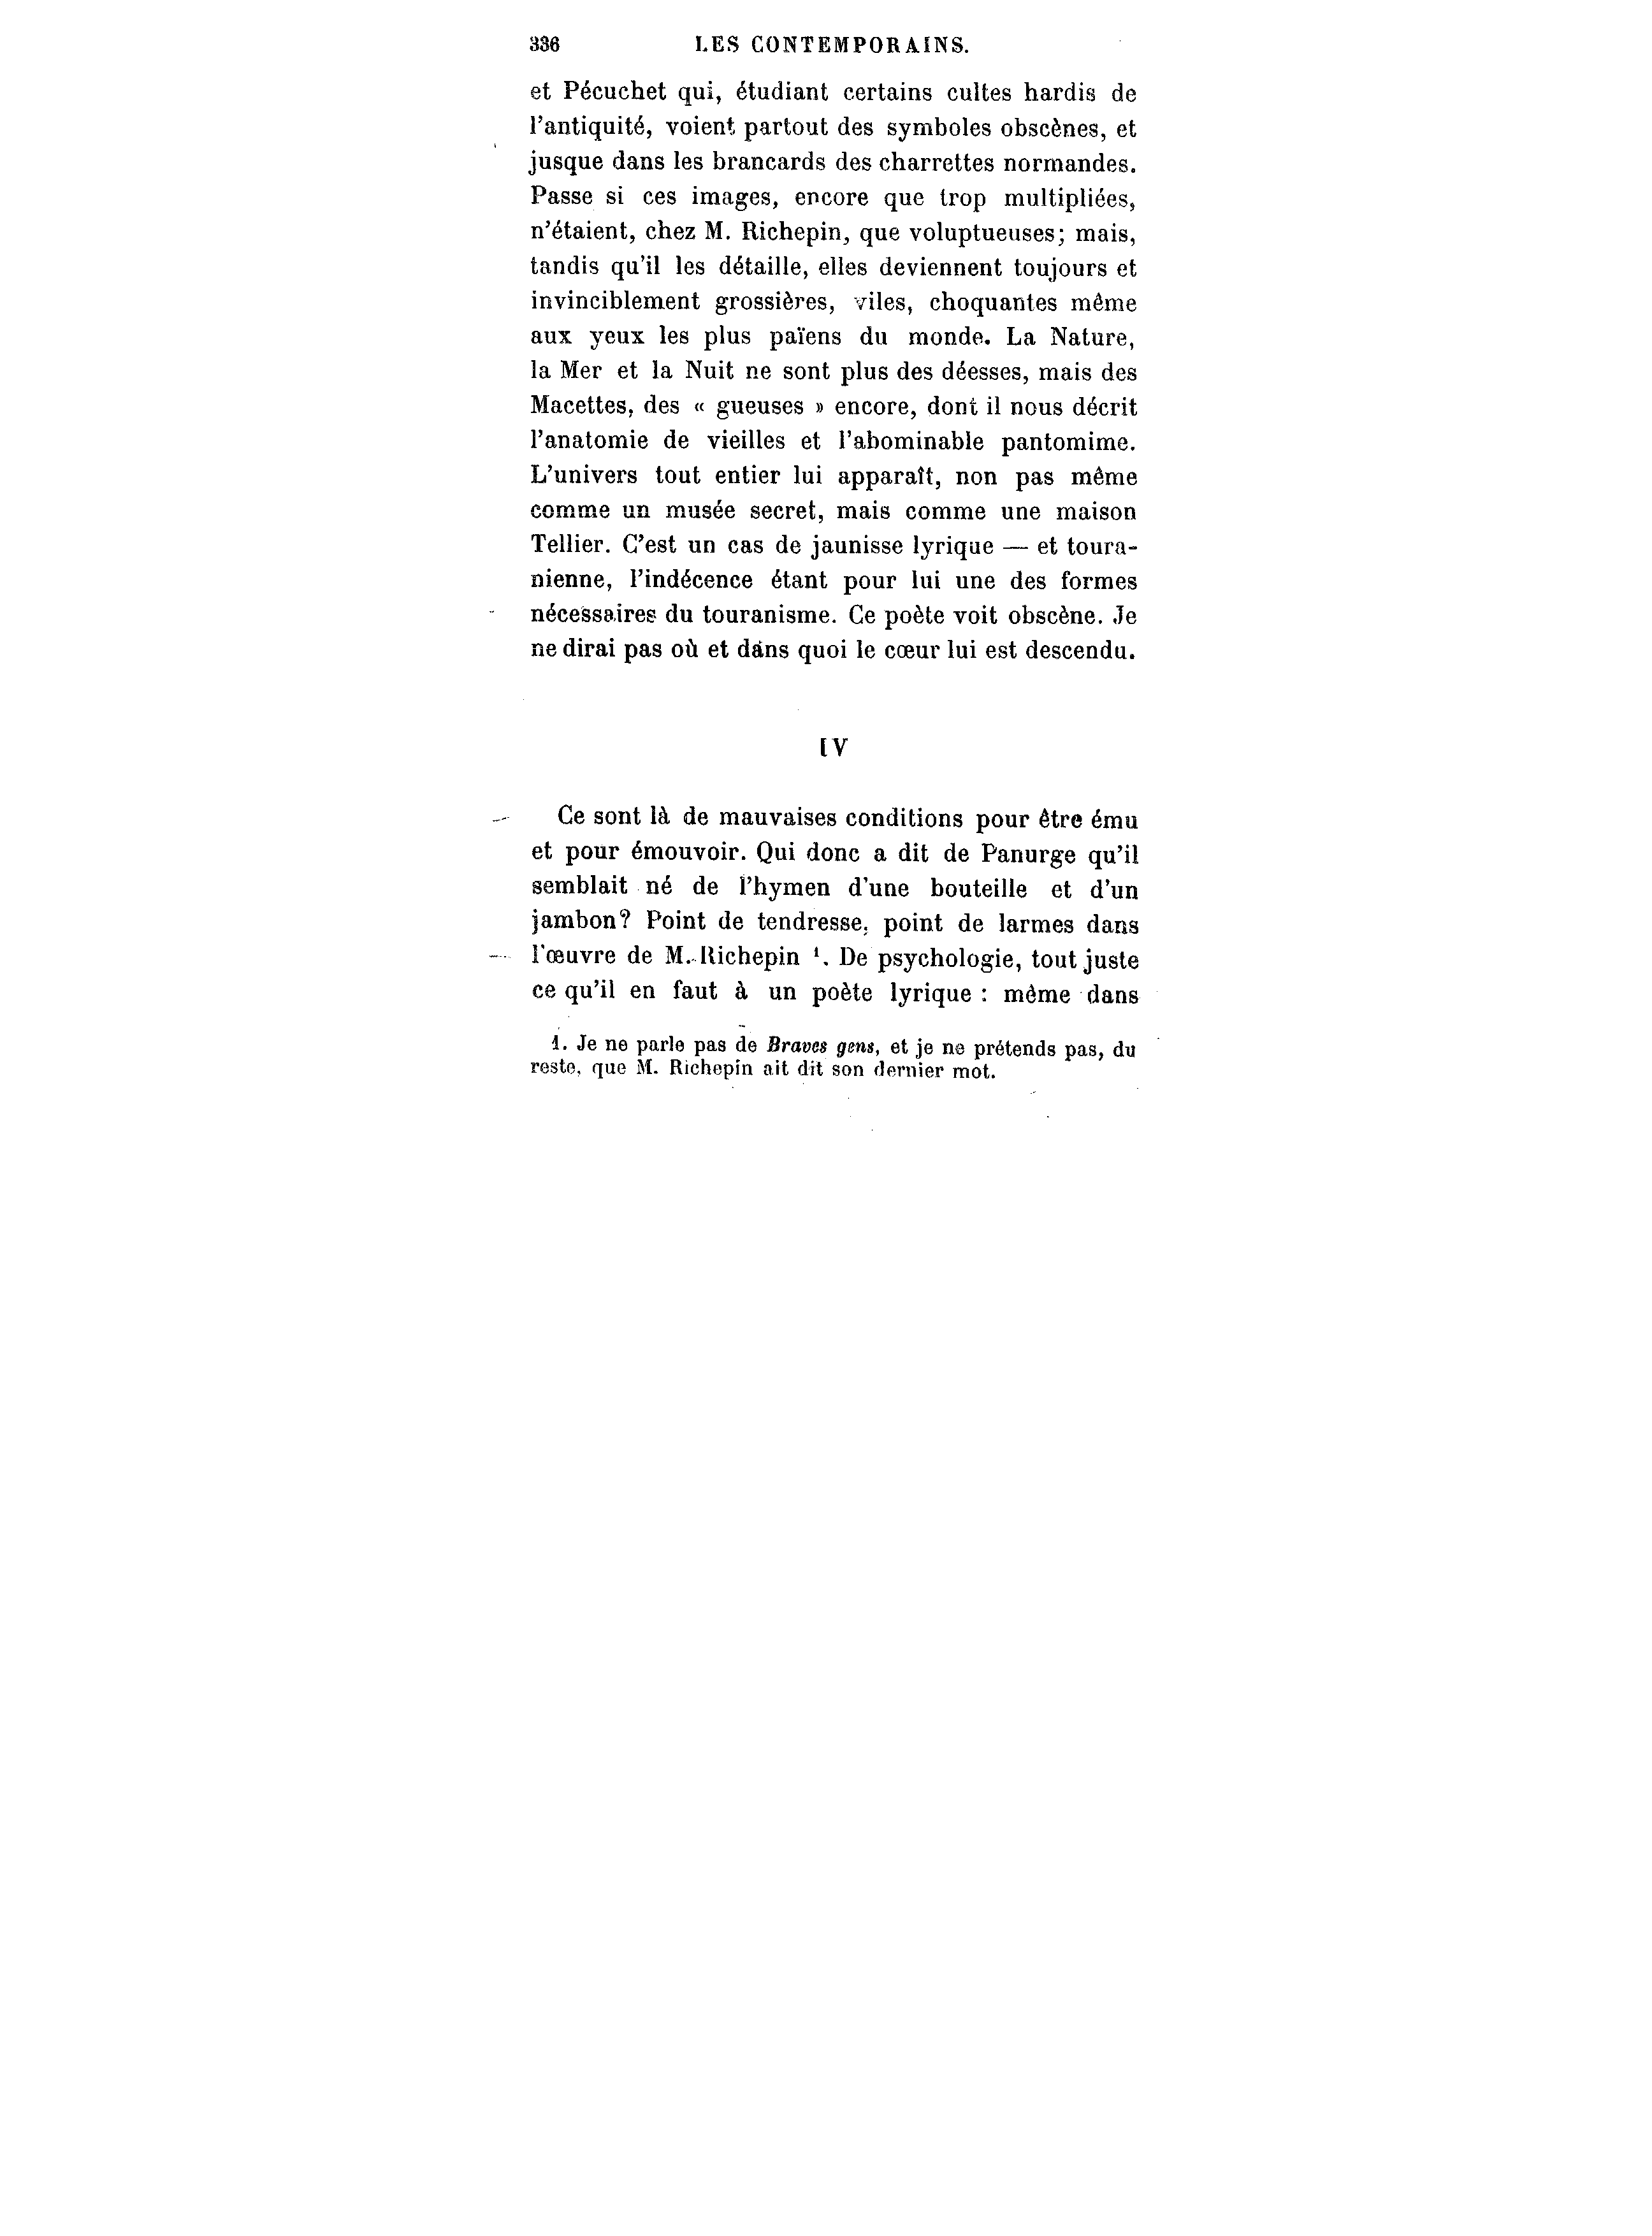 336 LES CONTEMPORAINS.
et Pécuchet qui, étudiant certains cultes hardis de
l'antiquité, voient partout des symboles obscènes, et
jusque dans les brancards des charrettes normandes.
Passe si ces images, encore que trop multipliées,
n'étaient, chez M. Richepin, que voluptueuses; mais,
tandis qu'il les détaille, elles deviennent toujours et
invinciblement grossières, viles, choquantes même
aux yeux les plus païens du monde. La Nature,
la Mer et la Nuit ne sont plus des déesses, mais des
Macettes, des « gueuses » encore, dont il nous décrit
l'anatomie de vieilles et l'abominable pantomime.
L'univers tout entier lui apparaît, non pas même
comme un musée secret, mais comme une maison
Tellier. C'est un cas de jaunisse lyrique — et toura-
nienne, l'indécence étant pour lui une des formes
nécessaires du touranisme. Ce poète voit obscène. Je
ne dirai pas où et dans quoi le cœur lui est descendu.
IV
Ce sont là de mauvaises conditions pour être ému
et pour émouvoir. Qui donc a dit de Panurge qu'il
semblait né de l'hymen d'une bouteille et d'un
jambon? Point de tendresse, point de larmes dans
l'œuvre de M. Richepin ¹. De psychologie, tout juste
ce qu'il en faut à un poète lyrique : même dans
1. Je ne parle pas de Braves gens, et je ne prétends pas, du
reste, que M. Richepin ait dit son dernier mot.